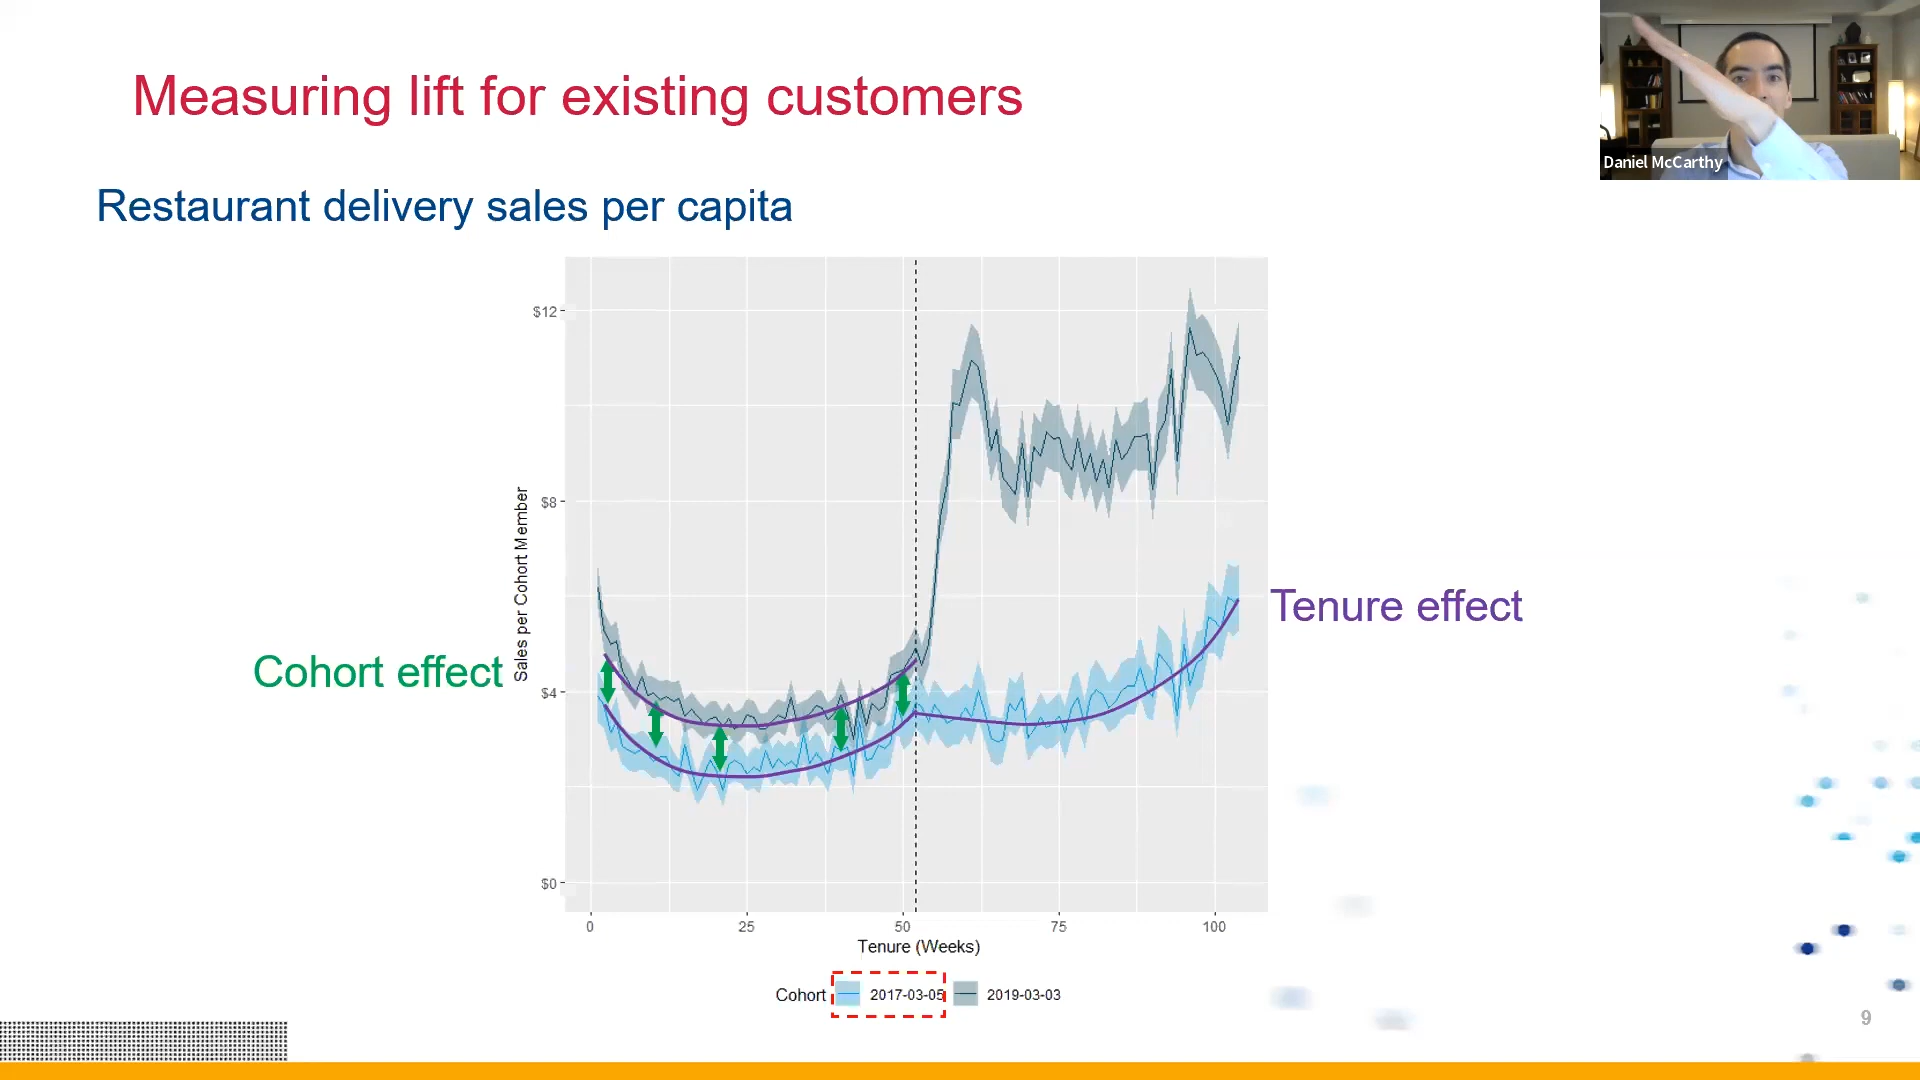 Measuring lift for existing customers
Daniel McCarthy
Restaurant delivery sales per capita
$12
$8
$4
$0
Sales per Cohort Member
Cohort effect
Tenure effect
0 25 50 75 100
Tenure (Weeks)
Cohort 2017-03-05 2019-03-03
9